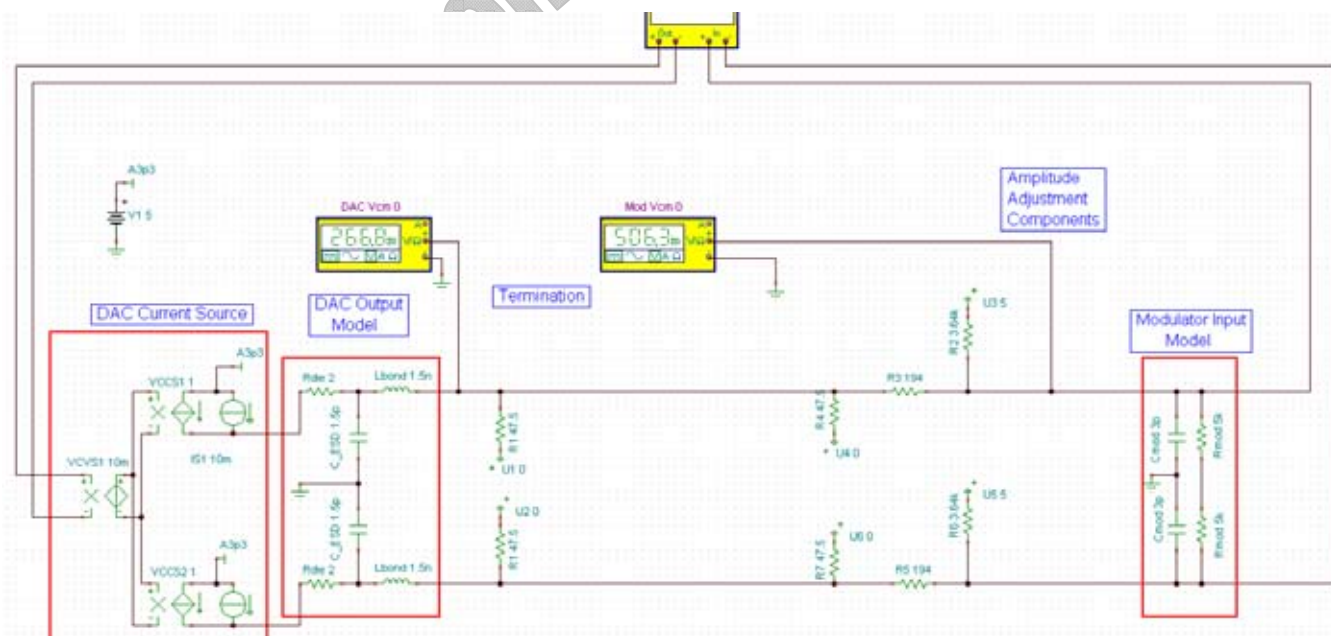 + Out - + In -
A3p3
+
V1 5
DAC Vcm 0
266.8m
Mod Vcm 0
506.3m
Amplitude
Adjustment
Components
DAC Current Source
DAC Output
Model
Termination
Modulator Input
Model
+
U3 5
R2 3.64k
A3p3
VCCS1 1
IS1 10m
VCVS1 10m
Rdie 2
Lbond 1.5n
C_ESD 1.5p
R1 47.5
+
U1 0
+
U2 0
R1 47.5
R4 47.5
+
U4 0
R3 194
+
U5 5
R6 3.64k
+
U6 0
R7 47.5
R5 194
Cmod 3p
Rmod 5k
Cmod 3p
Rmod 5k
C_ESD 1.5p
Rdie 2
Lbond 1.5n
A3p3
VCCS2 1